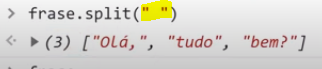 > frase.split(" ")
<· ▶ (3) ["Olá,", "tudo", "bem?"]